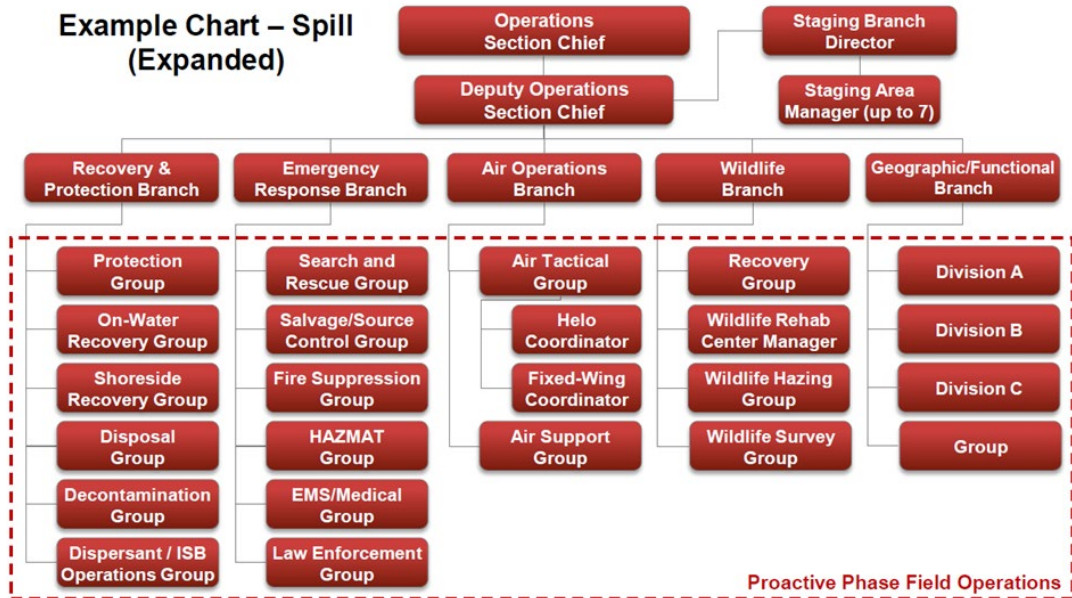 Example Chart – Spill
(Expanded)
Operations
Section Chief
Staging Branch
Director
Deputy Operations
Section Chief
Staging Area
Manager (up to 7)
Recovery &
Protection Branch
Emergency
Response Branch
Air Operations
Branch
Wildlife
Branch
Geographic/Functional
Branch
Protection
Group
On-Water
Recovery Group
Shoreside
Recovery Group
Disposal
Group
Decontamination
Group
Dispersant / ISB
Operations Group
Search and
Rescue Group
Salvage/Source
Control Group
Fire Suppression
Group
HAZMAT
Group
EMS/Medical
Group
Law Enforcement
Group
Air Tactical
Group
Helo
Coordinator
Fixed-Wing
Coordinator
Air Support
Group
Recovery
Group
Wildlife Rehab
Center Manager
Wildlife Hazing
Group
Wildlife Survey
Group
Division A
Division B
Division C
Group
Proactive Phase Field Operations